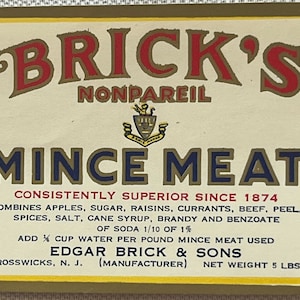 BRICK'S
NONPAREIL
MINCE MEAT
CONSISTENTLY SUPERIOR SINCE 1874
COMBINES APPLES, SUGAR, RAISINS, CURRANTS, BEEF, PEEL
SPICES, SALT, CANE SYRUP, BRANDY AND BENZOATE
OF SODA 1/10 OF 1%
ADD ¾ CUP WATER PER POUND MINCE MEAT USED
EDGAR BRICK & SONS
CROSSWICKS, N. J. (MANUFACTURER) NET WEIGHT 5 LBS